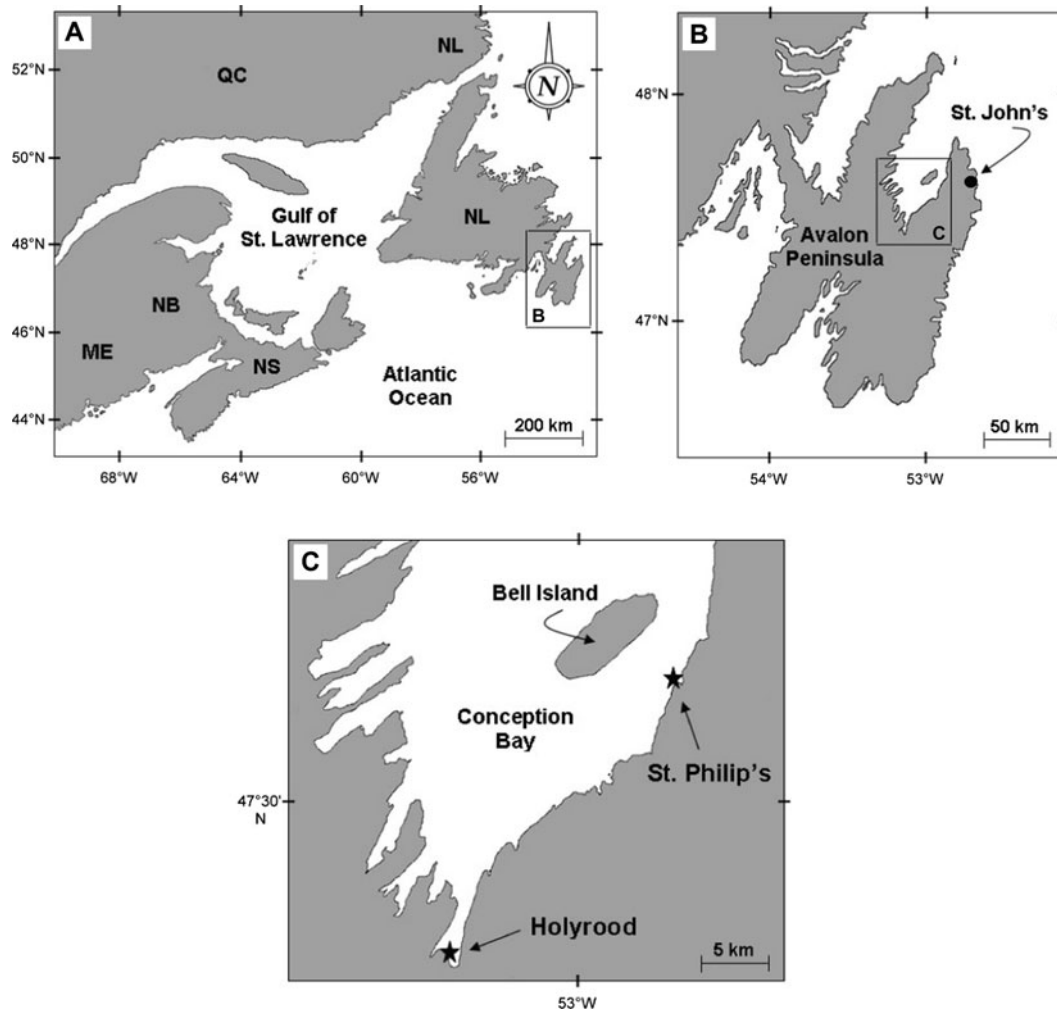 A
NL
QC
N
52°N
50°N
Gulf of
St. Lawrence
NL
48°N
NB
B
46°N
ME
NS
Atlantic
Ocean
44°N
200 km
68°W
64°W
60°W
56°W
B
48°N
St. John's
C
Avalon
Peninsula
47°N
50 km
54°W
53°W
C
Bell Island
Conception
Bay
St. Philip's
47°30'
N
Holyrood
5 km
53°W